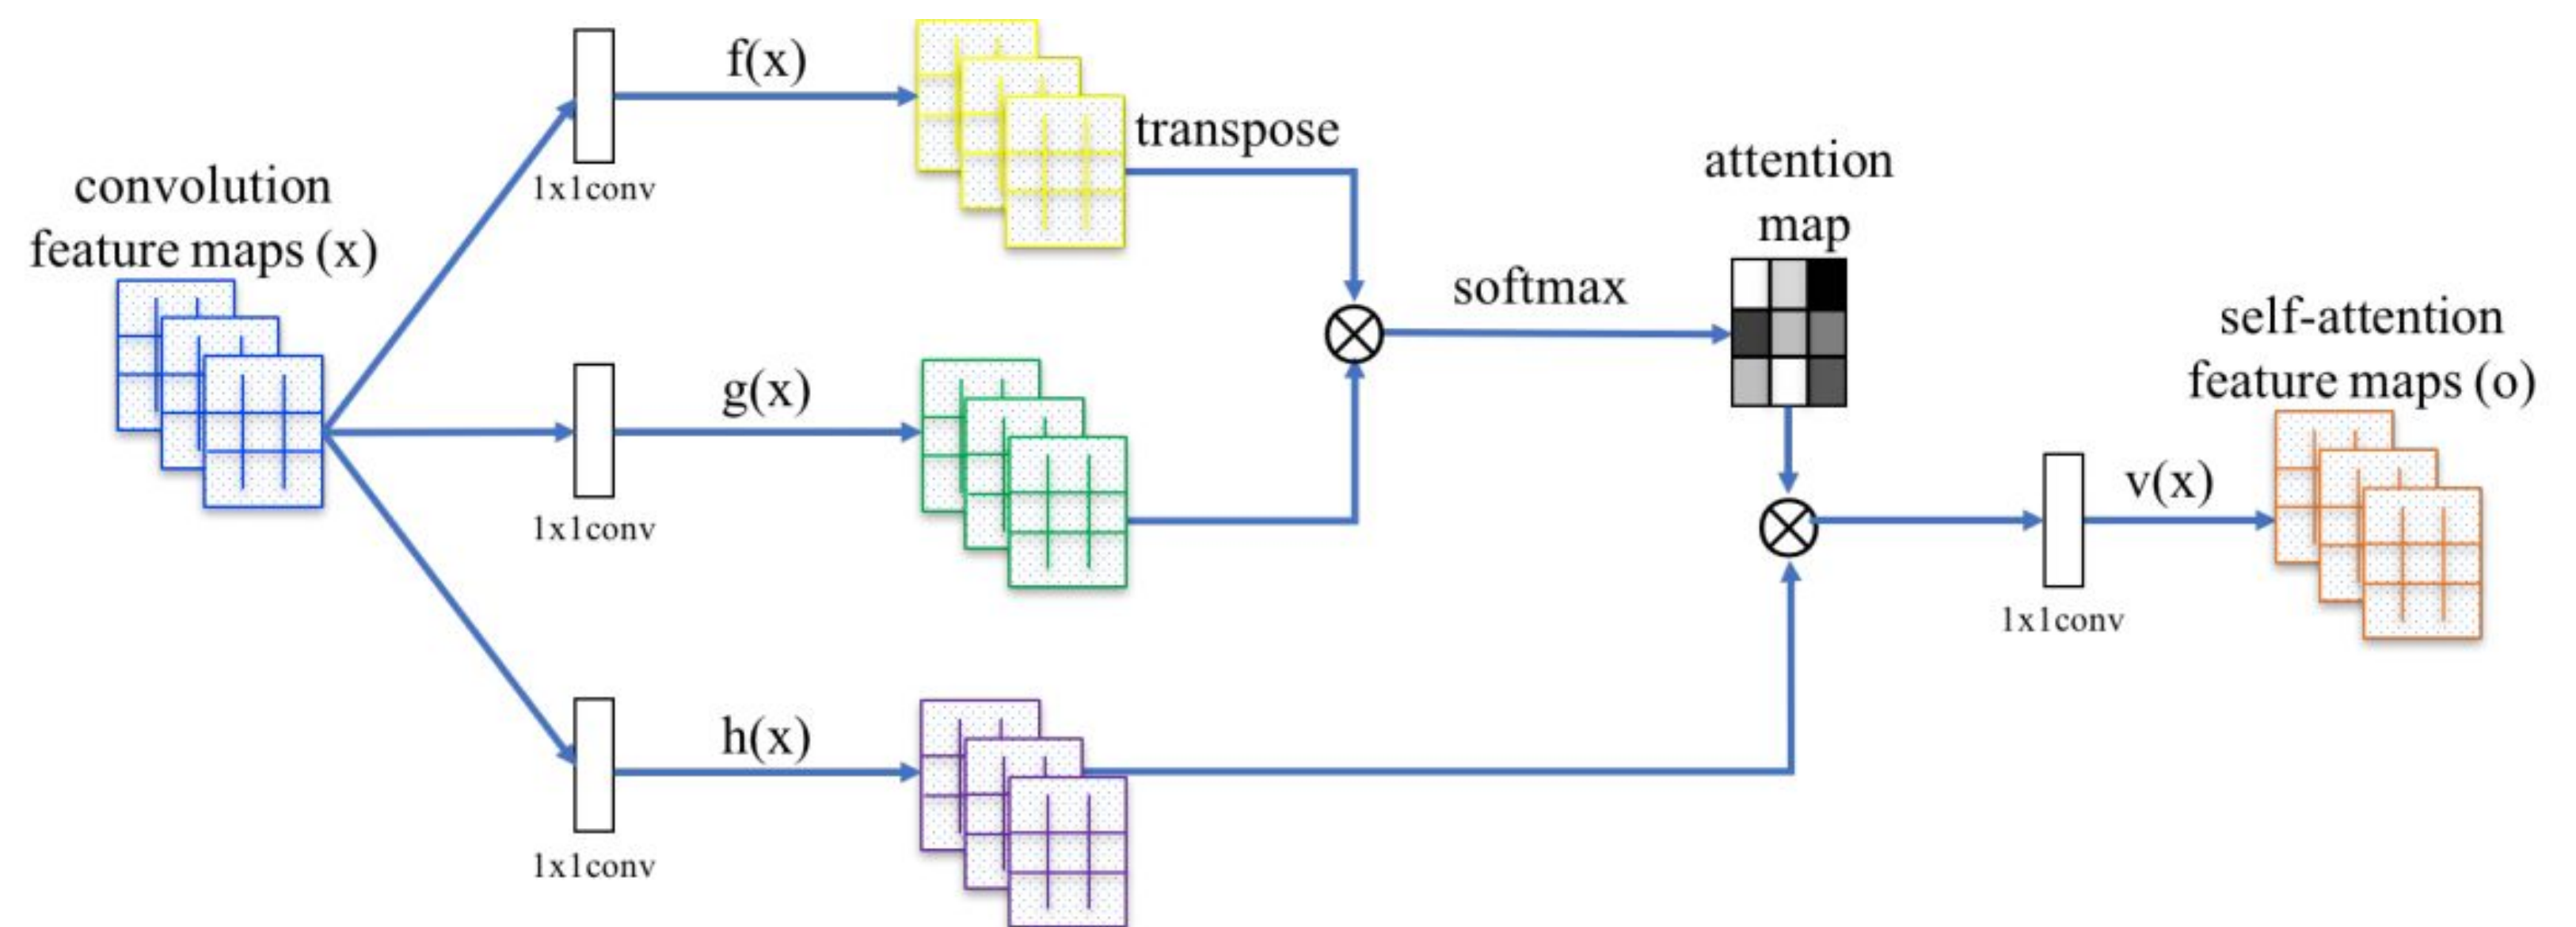 convolution
feature maps (x)
1x1conv
f(x)
transpose
1x1conv
g(x)
1x1conv
h(x)
softmax
attention
map
1x1conv
v(x)
self-attention
feature maps (o)